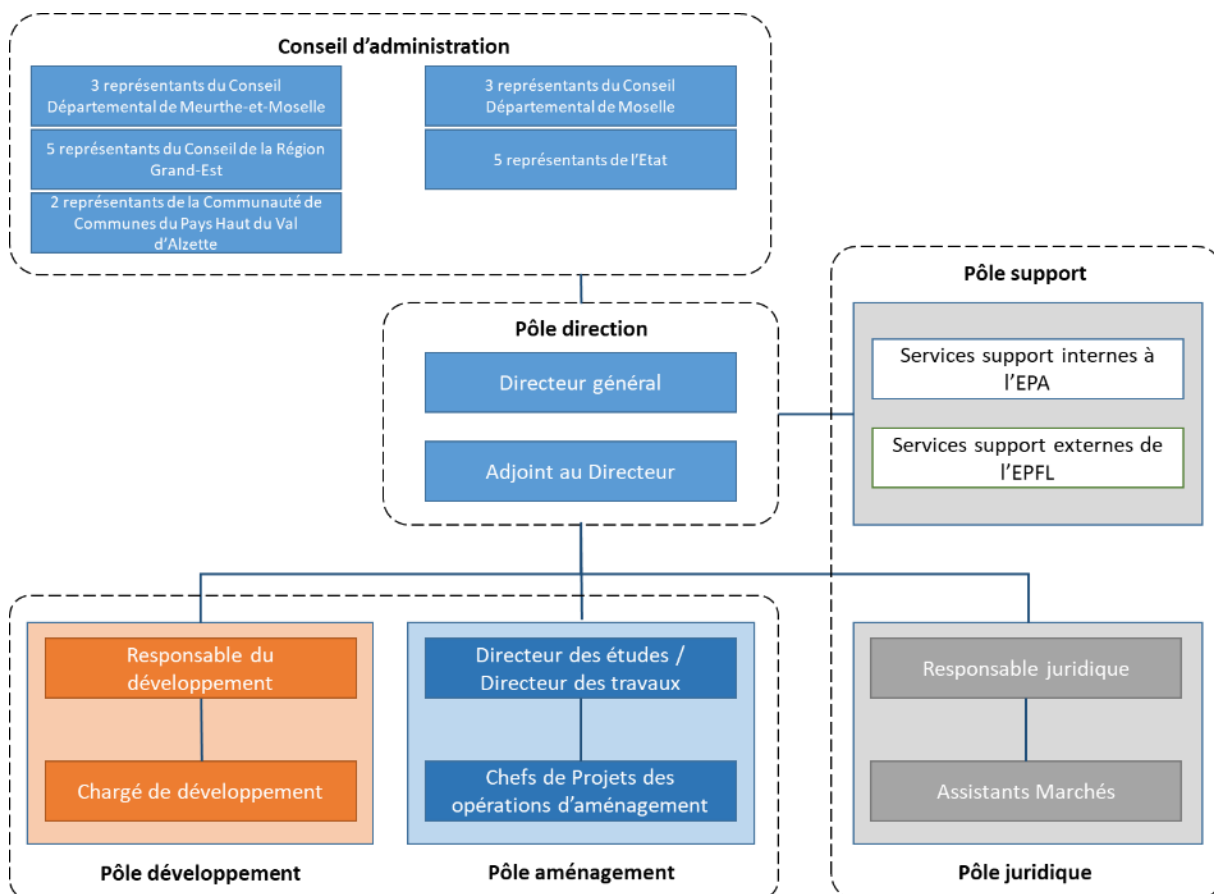 Conseil d'administration
3 représentants du Conseil
Départemental de Meurthe-et-Moselle
5 représentants du Conseil de la Région
Grand-Est
2 représentants de la Communauté de
Communes du Pays Haut du Val
d'Alzette
3 représentants du Conseil
Départemental de Moselle
5 représentants de l'Etat
Pôle direction
Directeur général
Adjoint au Directeur
Pôle support
Services support internes à
l'EPA
Services support externes de
l'EPFL
Responsable du
développement
Chargé de développement
Pôle développement
Directeur des études /
Directeur des travaux
Chefs de Projets des
opérations d'aménagement
Pôle aménagement
Responsable juridique
Assistants Marchés
Pôle juridique